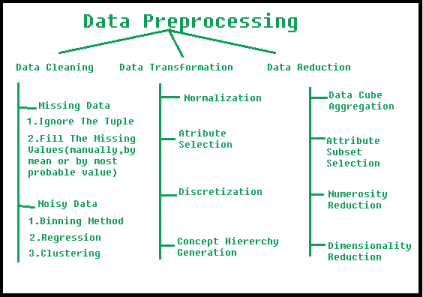 Data Preprocessing
Data Cleaning
Missing Data
1.Ignore The Tuple
2.Fill The Missing
Values(manually,by
mean or by most
probable value)
Noisy Data
1.Binning Method
2.Regression
3.Clustering
Data Transformation
Normalization
Atribute
Selection
Discretization
Concept Hiererchy
Generation
Data Reduction
Data Cube
Aggregation
Attribute
Subset
Selection
Numerosity
Reduction
Dimensionality
Reduction